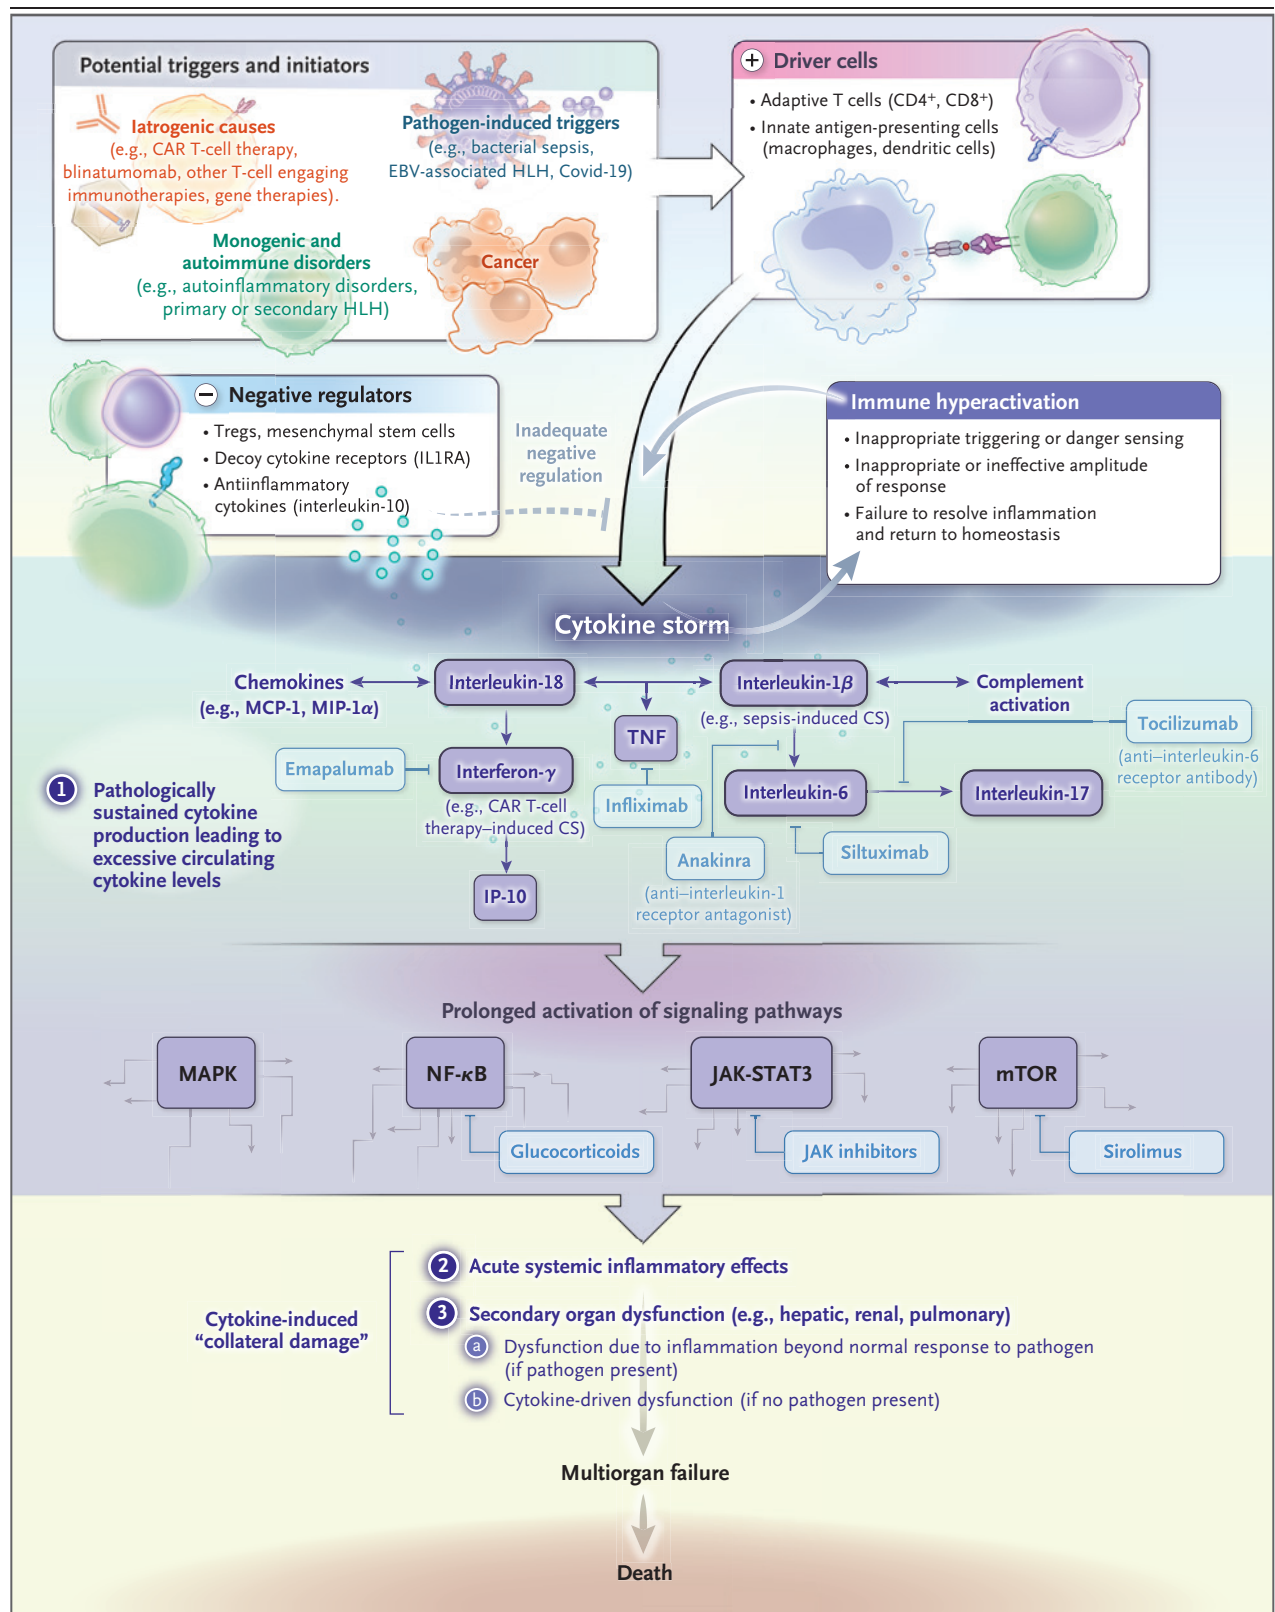 Potential triggers and initiators
Iatrogenic causes
(e.g., CAR T-cell therapy,
blinatumomab, other T-cell engaging
immunotherapies, gene therapies).
Pathogen-induced triggers
(e.g., bacterial sepsis,
EBV-associated HLH, Covid-19)
Monogenic and
autoimmune disorders
(e.g., autoinflammatory disorders,
primary or secondary HLH)
Cancer
+ Driver cells
• Adaptive T cells (CD4+, CD8+)
• Innate antigen-presenting cells
(macrophages, dendritic cells)
− Negative regulators
• Tregs, mesenchymal stem cells
• Decoy cytokine receptors (IL1RA)
• Antiinflammatory
cytokines (interleukin-10)
Inadequate
negative
regulation
Immune hyperactivation
• Inappropriate triggering or danger sensing
• Inappropriate or ineffective amplitude
of response
• Failure to resolve inflammation
and return to homeostasis
Cytokine storm
Chemokines
(e.g., MCP-1, MIP-1α)
Interleukin-18
Interleukin-1β
(e.g., sepsis-induced CS)
Complement
activation
TNF
Tocilizumab
(anti–interleukin-6
receptor antibody)
Emapalumab
Interferon-γ
(e.g., CAR T-cell
therapy–induced CS)
Infliximab
Interleukin-6
Interleukin-17
1 Pathologically
sustained cytokine
production leading to
excessive circulating
cytokine levels
Anakinra
(anti–interleukin-1
receptor antagonist)
Siltuximab
IP-10
Prolonged activation of signaling pathways
MAPK
NF-κB
JAK-STAT3
mTOR
Glucocorticoids
JAK inhibitors
Sirolimus
Cytokine-induced
“collateral damage”
2 Acute systemic inflammatory effects
3 Secondary organ dysfunction (e.g., hepatic, renal, pulmonary)
a Dysfunction due to inflammation beyond normal response to pathogen
(if pathogen present)
b Cytokine-driven dysfunction (if no pathogen present)
Multiorgan failure
Death